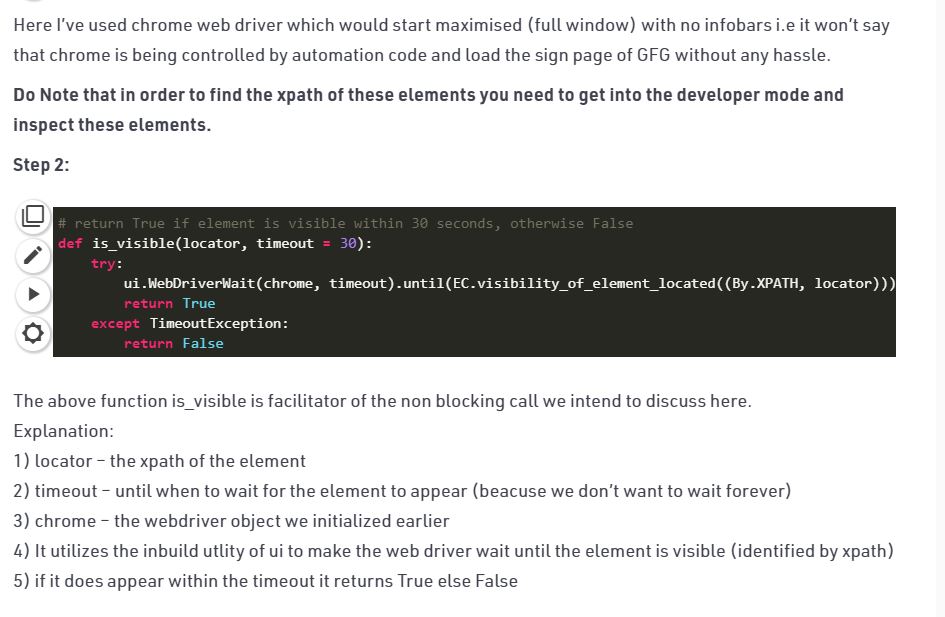 Here I've used chrome web driver which would start maximised (full window) with no infobars i.e it won't say
that chrome is being controlled by automation code and load the sign page of GFG without any hassle.
Do Note that in order to find the xpath of these elements you need to get into the developer mode and
inspect these elements.
Step 2:
# return True if element is visible within 30 seconds, otherwise False
def is_visible(locator, timeout = 30):
    try:
        ui.WebDriverWait(chrome, timeout).until(EC.visibility_of_element_located((By.XPATH, locator)))
        return True
    except TimeoutException:
        return False
The above function is_visible is facilitator of the non blocking call we intend to discuss here.
Explanation:
1) locator – the xpath of the element
2) timeout – until when to wait for the element to appear (beacuse we don't want to wait forever)
3) chrome – the webdriver object we initialized earlier
4) It utilizes the inbuild utlity of ui to make the web driver wait until the element is visible (identified by xpath)
5) if it does appear within the timeout it returns True else False